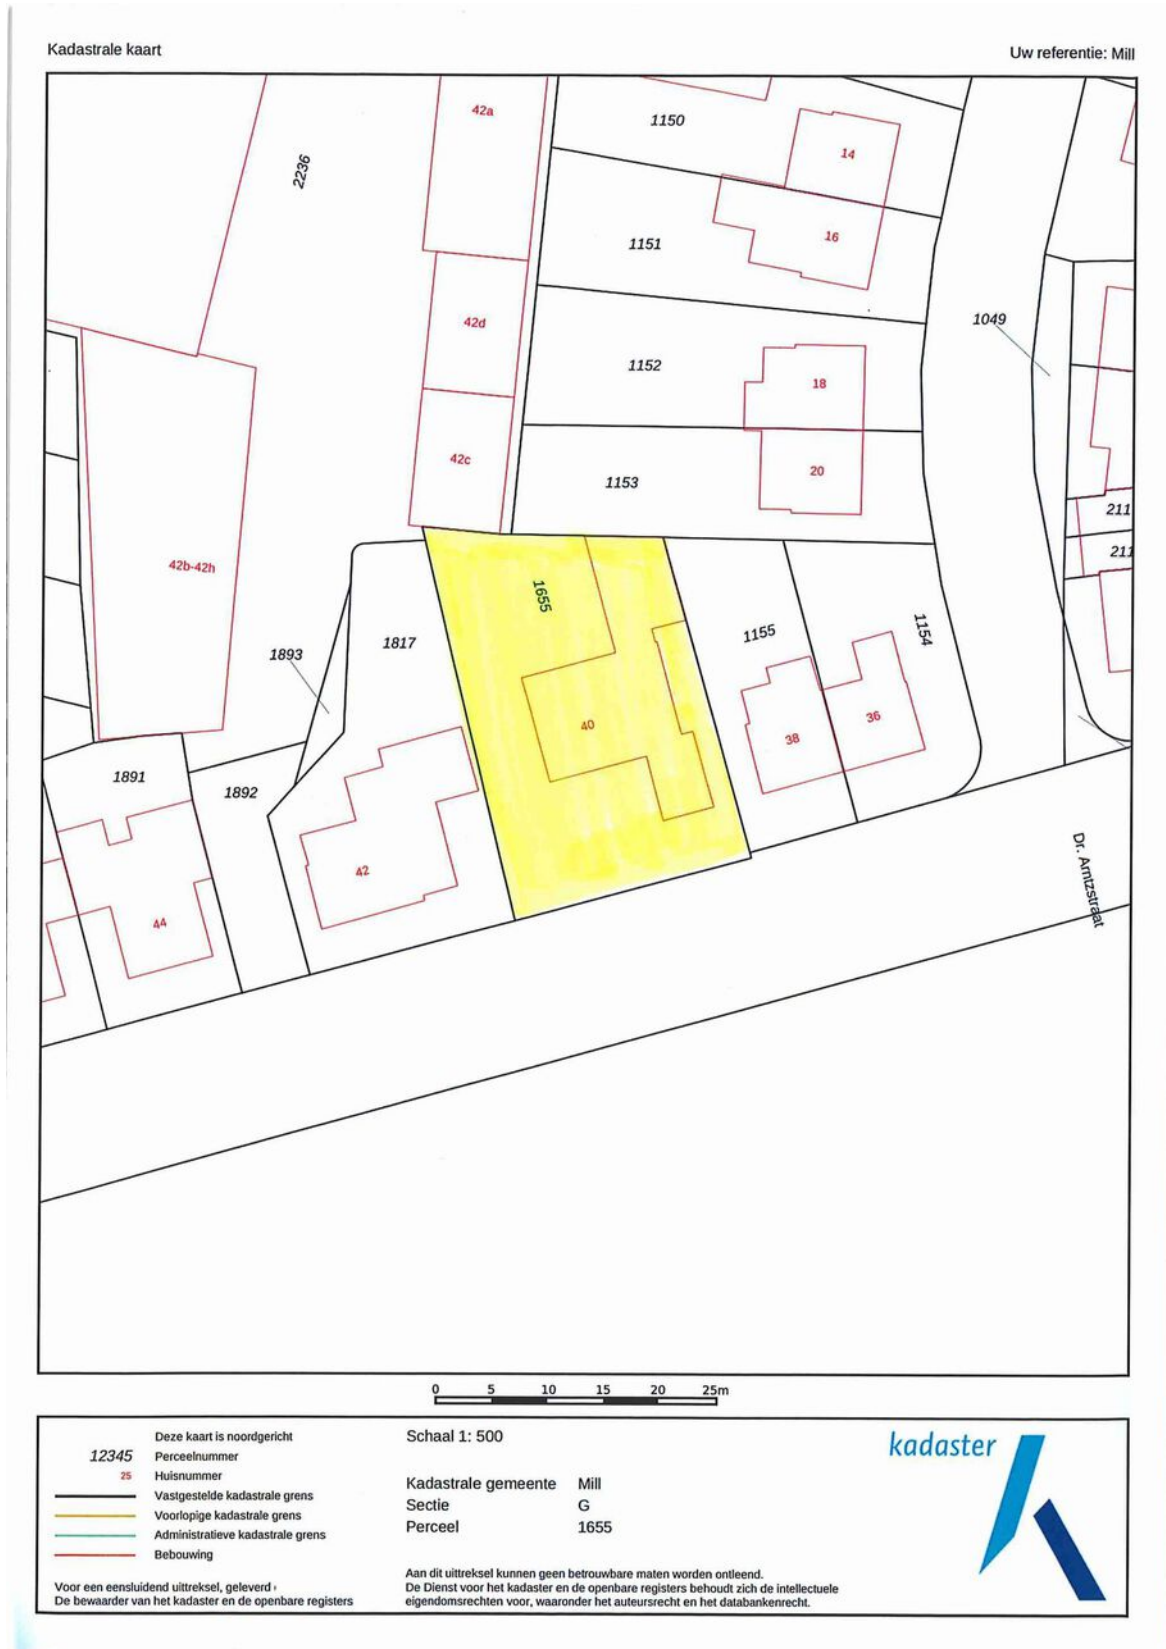 Kadastrale kaart
Uw referentie: Mill
42a
1150
14
2236
16
1151
42d
1049
1152
18
42c
20
1153
211
211
42b-42h
1655
1154
1155
1817
1893
36
40
38
1891
1892
42
44
Dr. Arntzstraat
0 5 10 15 20 25m
Deze kaart is noordgericht
12345 Perceelnummer
25 Huisnummer
Vastgestelde kadastrale grens
Voorlopige kadastrale grens
Administratieve kadastrale grens
Bebouwing
Voor een eensluidend uittreksel, geleverd
De bewaarder van het kadaster en de openbare registers
Schaal 1: 500
Kadastrale gemeente Mill
Sectie G
Perceel 1655
Aan dit uittreksel kunnen geen betrouwbare maten worden ontleend.
De Dienst voor het kadaster en de openbare registers behoudt zich de intellectuele
eigendomsrechten voor, waaronder het auteursrecht en het databankenrecht.
kadaster